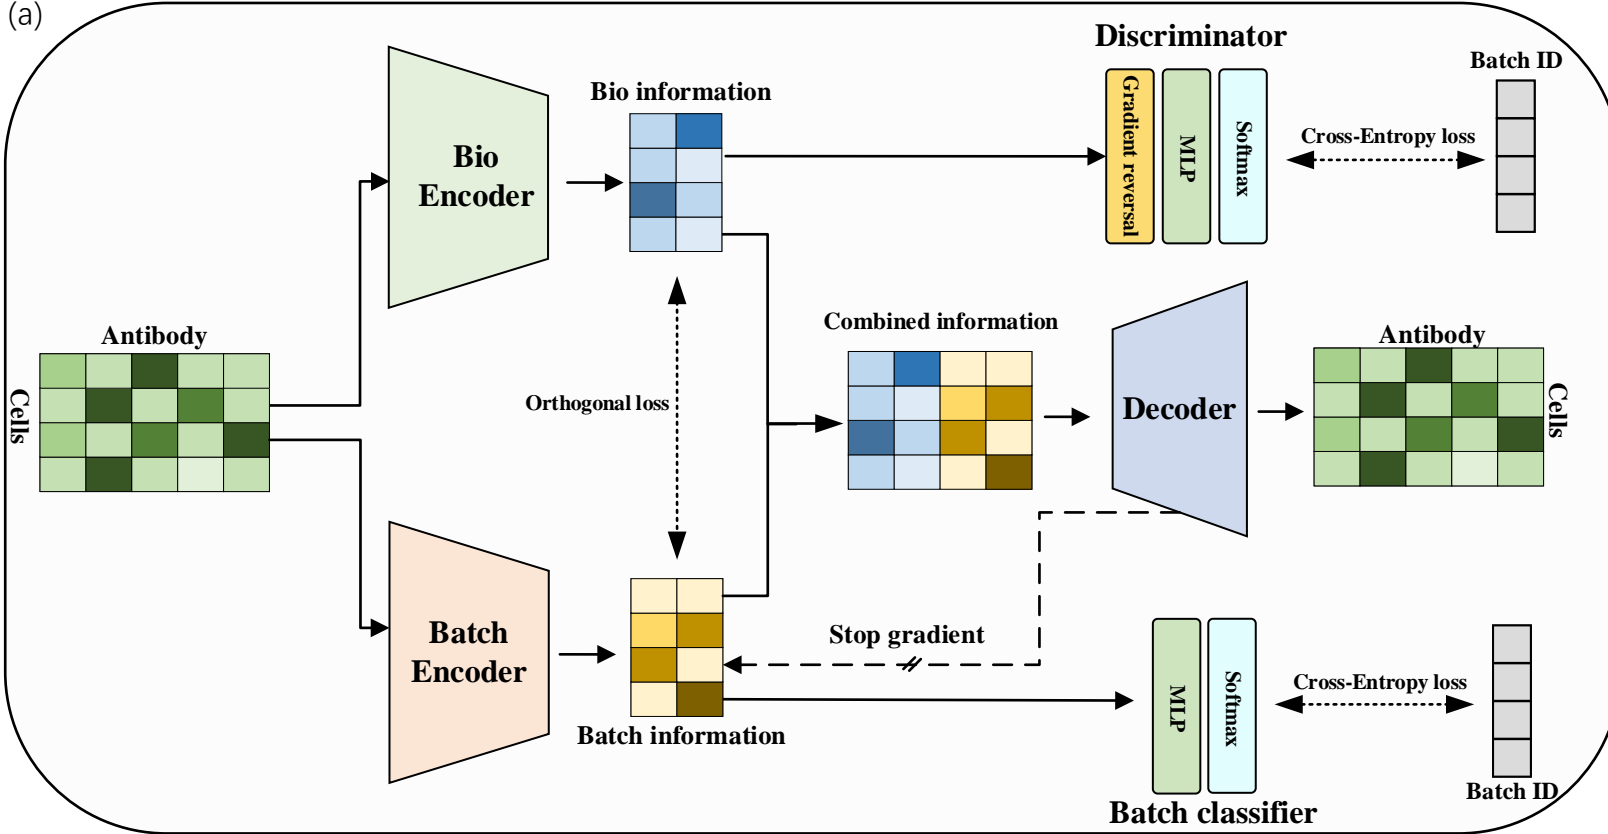 (a)
Discriminator
Batch ID
Bio information
Gradient reversal
MLP
Softmax
Cross-Entropy loss
Bio
Encoder
Antibody
Cells
Orthogonal loss
Combined information
Decoder
Antibody
Cells
Batch
Encoder
Stop gradient
Batch information
MLP
Softmax
Cross-Entropy loss
Batch ID
Batch classifier